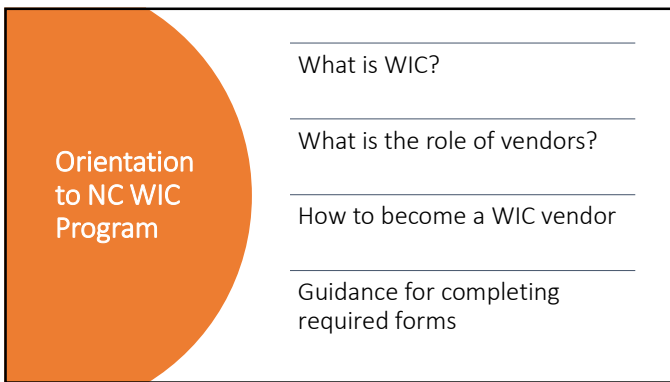 Orientation
to NC WIC
Program
What is WIC?
What is the role of vendors?
How to become a WIC vendor
Guidance for completing
required forms